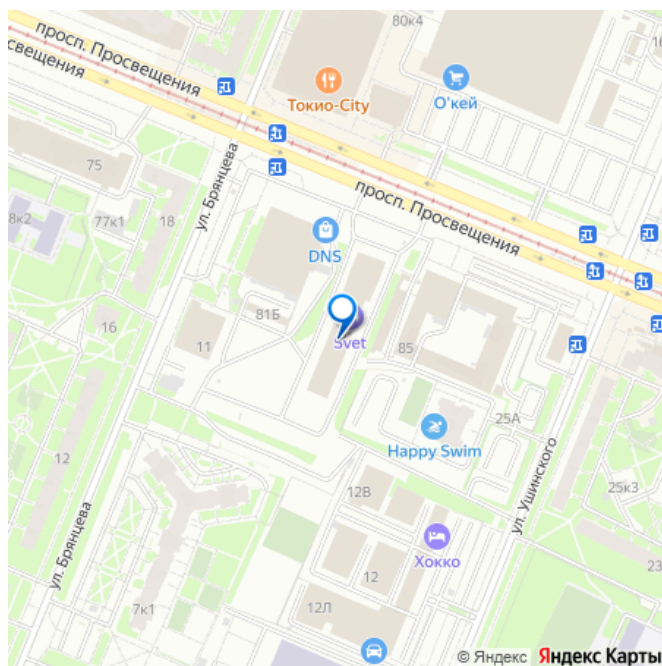 80к4
просп. Просвещения
Токио-City
О'кей
Просвещения
75
ул. Брянцева
просп. Просвещения
8к2
77к1
18
DNS
81Б
16
11
Svet
85
25А
Happy Swim
12
12В
25к3
ул. Ушинского
ул. Брянцева
Хокко
12
23
7к1
12Л
© Яндекс Яндекс Карты